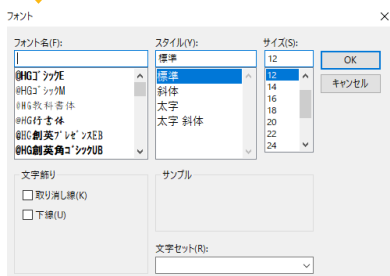 フォント
フォント名(F):
スタイル(Y):
サイズ(S):
標準
12
OK
キャンセル
@HGｺﾞｼｯｸE
@HGｺﾞｼｯｸM
@HG教科書体
@HG行書体
@HG創英ﾌﾟﾚｾﾞﾝｽEB
@HG創英角ｺﾞｼｯｸUB
標準
斜体
太字
太字 斜体
12
14
16
18
20
22
24
文字飾り
取り消し線(K)
下線(U)
サンプル
文字セット(R):